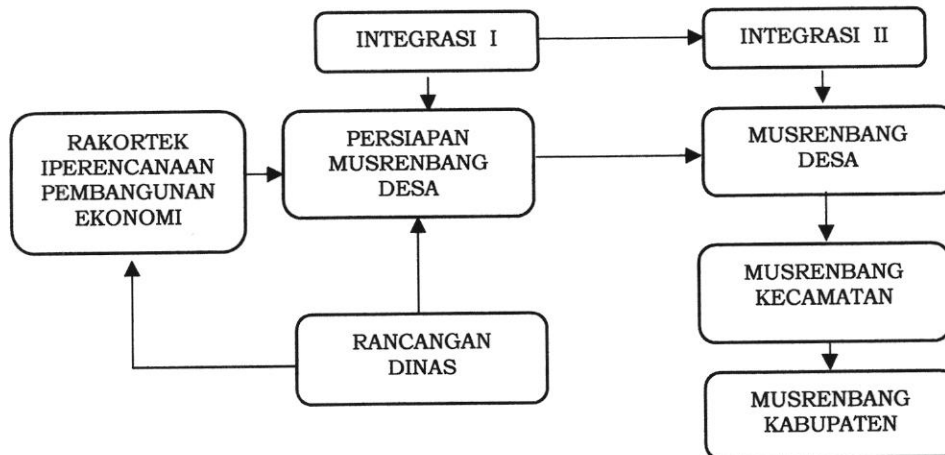 INTEGRASI I
INTEGRASI II
RAKORTEK
IPERENCANAAN
PEMBANGUNAN
EKONOMI
PERSIAPAN
MUSRENBANG
DESA
MUSRENBANG
DESA
MUSRENBANG
KECAMATAN
RANCANGAN
DINAS
MUSRENBANG
KABUPATEN